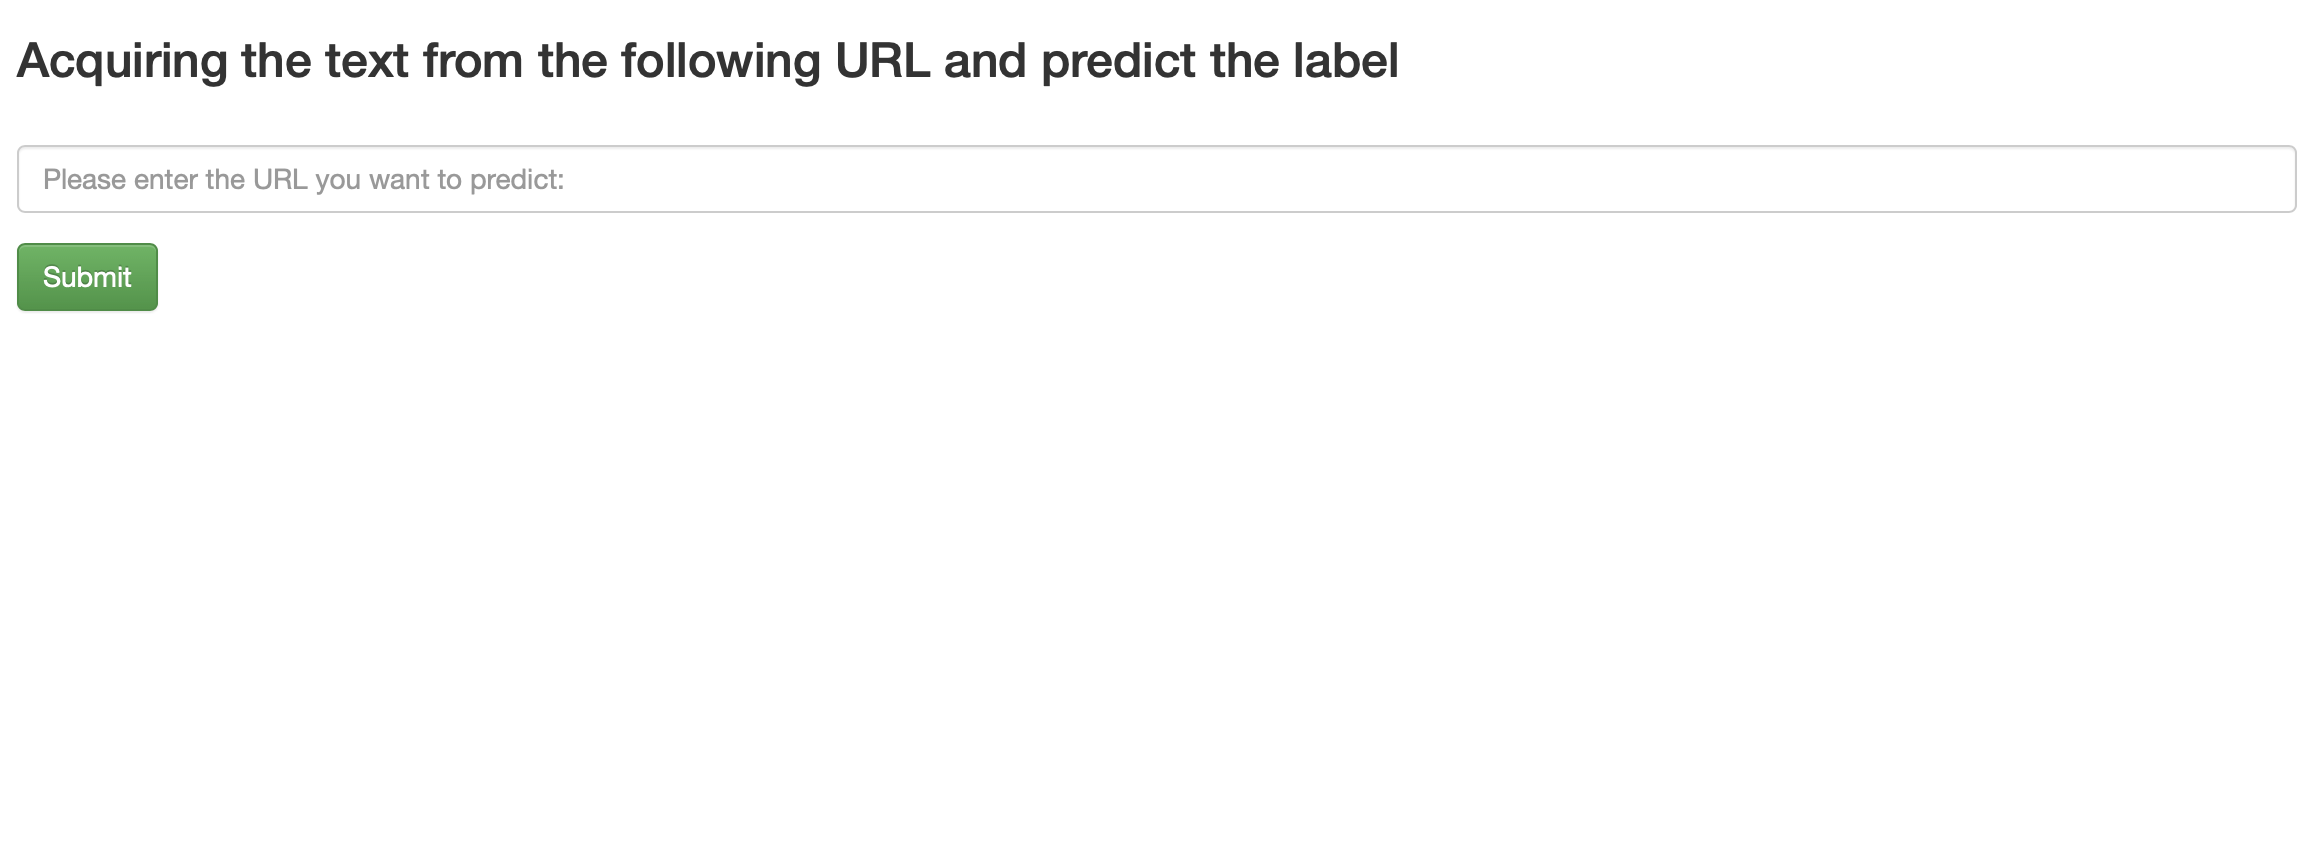 Acquiring the text from the following URL and predict the label
Please enter the URL you want to predict:
Submit